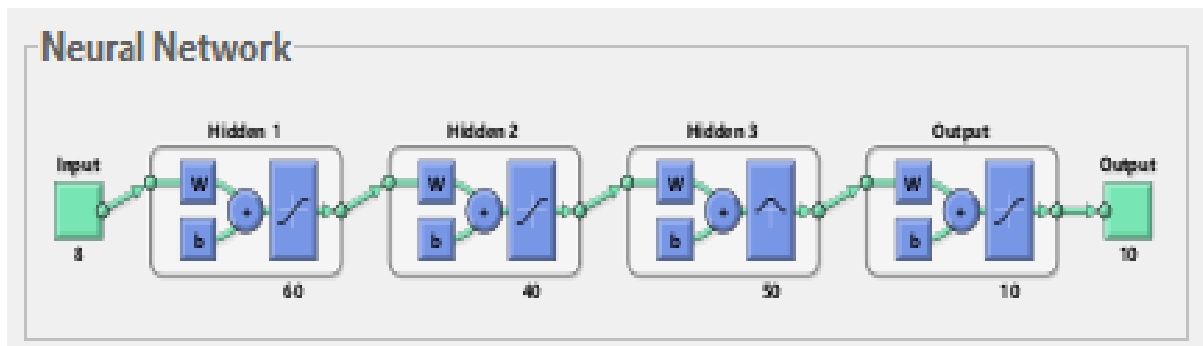 Neural Network
Hidden 1 Hidden 2 Hidden 3 Output
Input Output
W W W W
b b b b
8 10
60 40 50 10